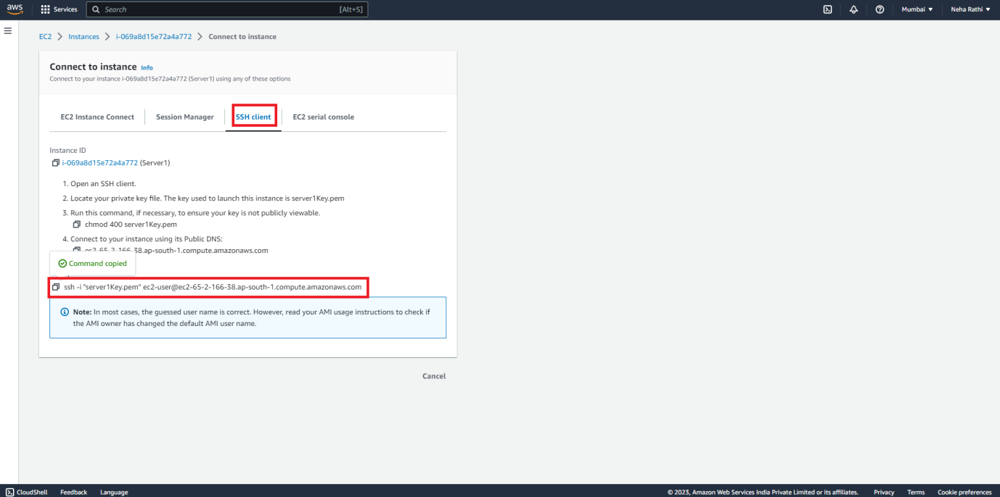 aws Services Search [Alt+S] Mumbai Neha Rathi
EC2 Instances i-069a8d15e72a4a772 Connect to instance
Connect to instance Info
Connect to your instance i-069a8d15e72a4a772 (Server1) using any of these options
EC2 Instance Connect Session Manager SSH client EC2 serial console
Instance ID
i-069a8d15e72a4a772 (Server1)
1. Open an SSH client.
2. Locate your private key file. The key used to launch this instance is server1Key.pem
3. Run this command, if necessary, to ensure your key is not publicly viewable.
chmod 400 server1Key.pem
4. Connect to your instance using its Public DNS:
ec2-65-2-166-38.ap-south-1.compute.amazonaws.com
Command copied
ssh -i "server1Key.pem" ec2-user@ec2-65-2-166-38.ap-south-1.compute.amazonaws.com
Note: In most cases, the guessed user name is correct. However, read your AMI usage instructions to check if
the AMI owner has changed the default AMI user name.
Cancel
CloudShell Feedback Language © 2023, Amazon Web Services India Private Limited or its affiliates. Privacy Terms Cookie preferences